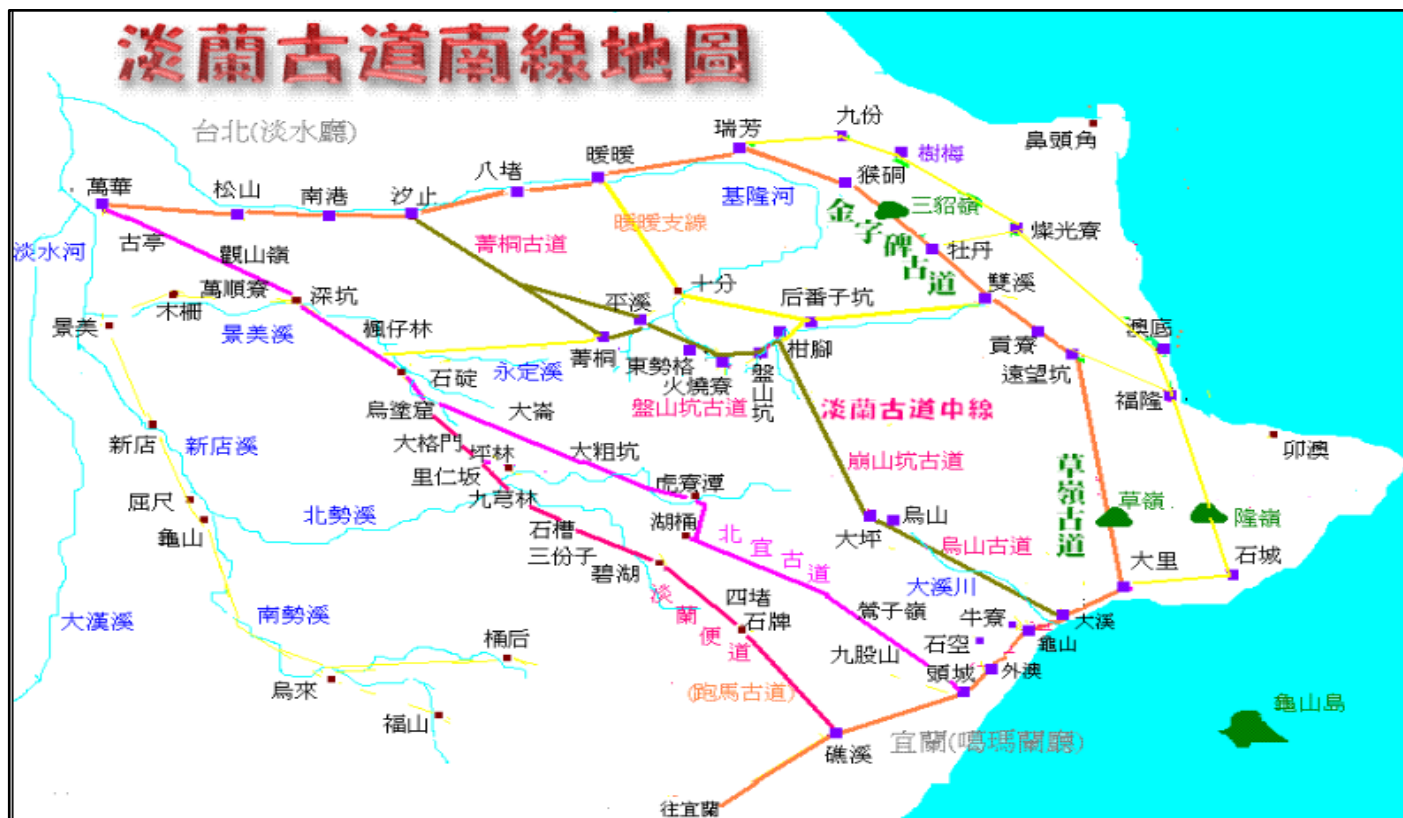 淡蘭古道南線地圖
台北(淡水廳)
九份
瑞芳
樹梅
鼻頭角
暖暖
八堵
猴硐
萬華
松山
南港
汐止
基隆河
三貂嶺
金字碑古道
暖暖支線
燦光寮
淡水河
古亭
觀山嶺
菁桐古道
牡丹
雙溪
萬順寮
深坑
十分
后番子坑
木柵
平溪
景美
景美溪
楓仔林
澳底
貢寮
菁桐
東勢格
柑腳
遠望坑
永定溪
石碇
火燒寮
盤山坑
福隆
烏塗窟
大崙
盤山坑古道
淡蘭古道中線
新店
新店溪
大格門
坪林
大粗坑
卯澳
里仁坂
崩山坑古道
草嶺古道
屈尺
九芎林
虎寮潭
北勢溪
草嶺
隆嶺
龜山
石槽
湖桶
北宜古道
大坪
烏山
烏山古道
三份子
碧湖
大里
石城
淡蘭便道
四堵
大溪川
大漢溪
南勢溪
石牌
鶯子嶺
牛寮
大溪
桶后
石空
龜山
九股山
頭城
外澳
烏來
(跑馬古道)
福山
龜山島
礁溪
宜蘭(噶瑪蘭廳)
往宜蘭